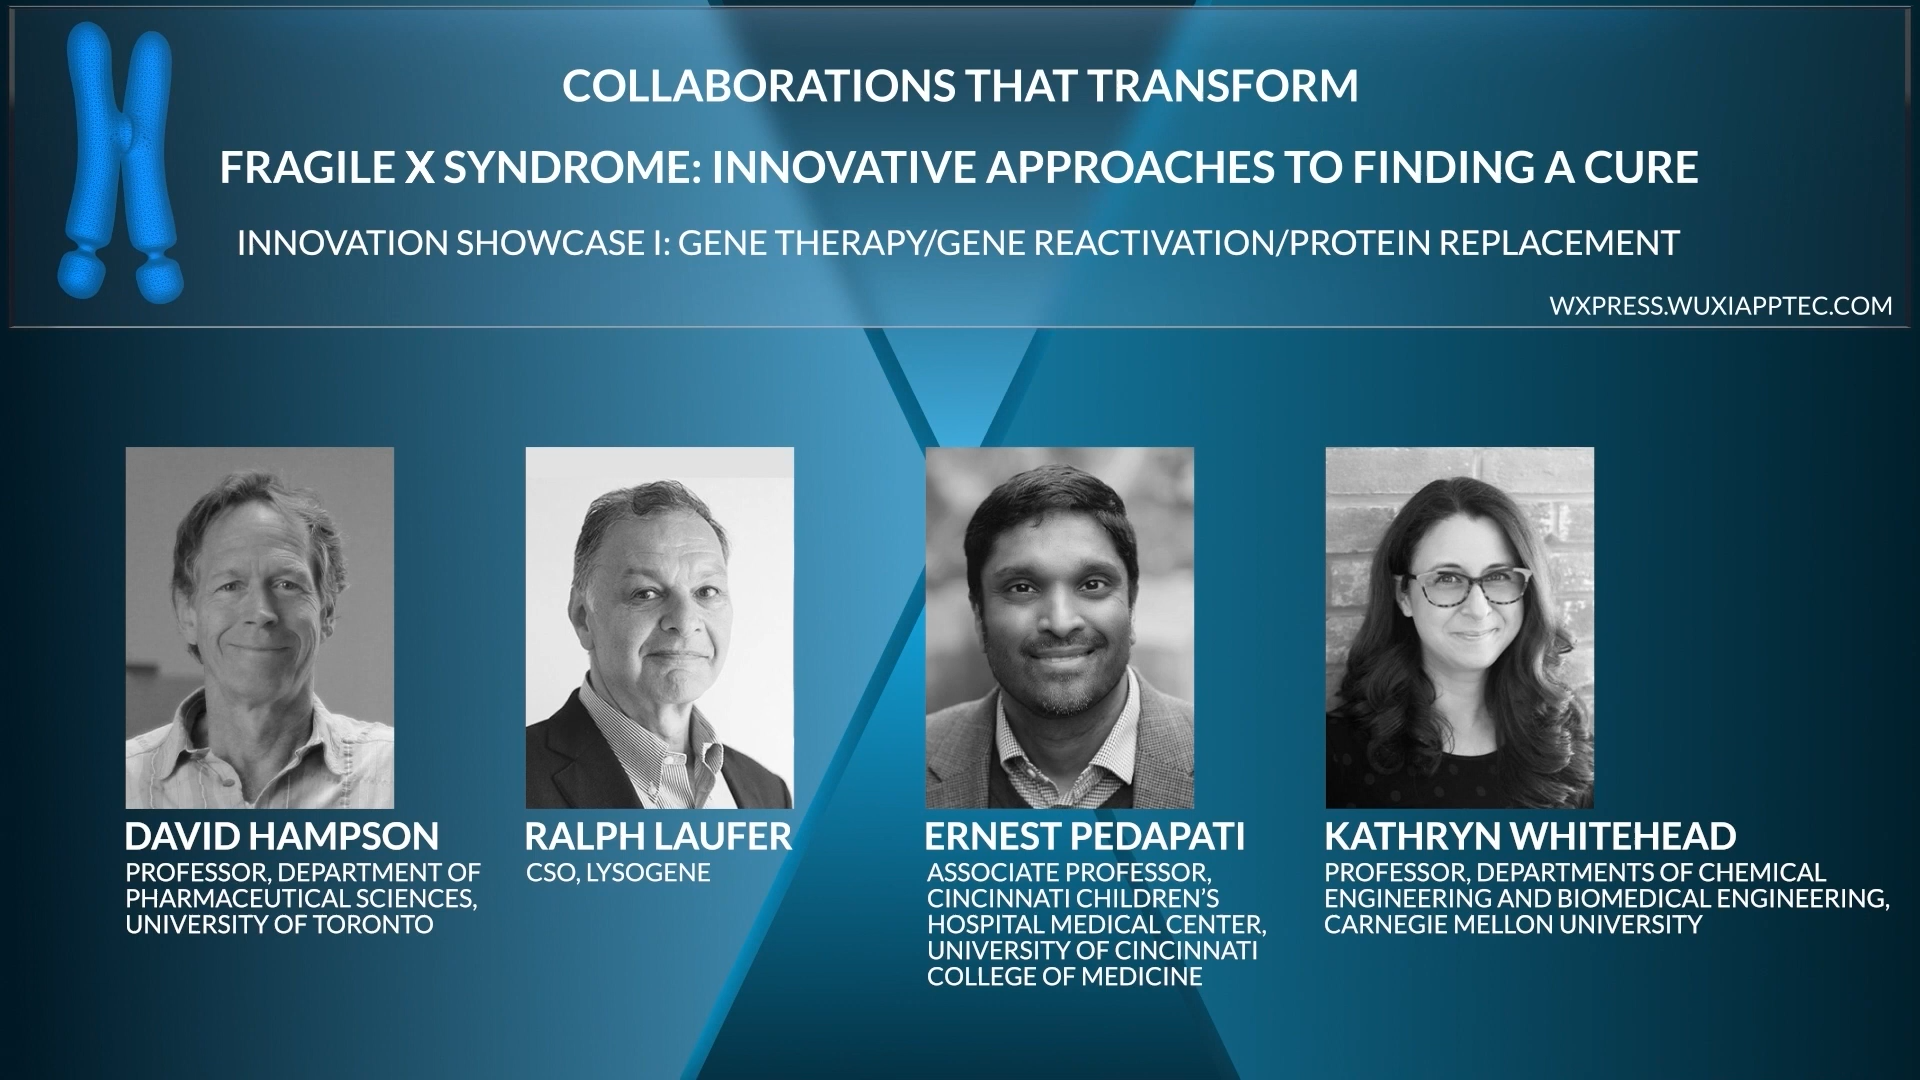 COLLABORATIONS THAT TRANSFORM
FRAGILE X SYNDROME: INNOVATIVE APPROACHES TO FINDING A CURE
INNOVATION SHOWCASE I: GENE THERAPY/GENE REACTIVATION/PROTEIN REPLACEMENT
WXPRESS.WUXIAPPTEC.COM
DAVID HAMPSON
PROFESSOR, DEPARTMENT OF
PHARMACEUTICAL SCIENCES,
UNIVERSITY OF TORONTO
RALPH LAUFER
CSO, LYSOGENE
ERNEST PEDAPATI
ASSOCIATE PROFESSOR,
CINCINNATI CHILDREN’S
HOSPITAL MEDICAL CENTER,
UNIVERSITY OF CINCINNATI
COLLEGE OF MEDICINE
KATHRYN WHITEHEAD
PROFESSOR, DEPARTMENTS OF CHEMICAL
ENGINEERING AND BIOMEDICAL ENGINEERING,
CARNEGIE MELLON UNIVERSITY